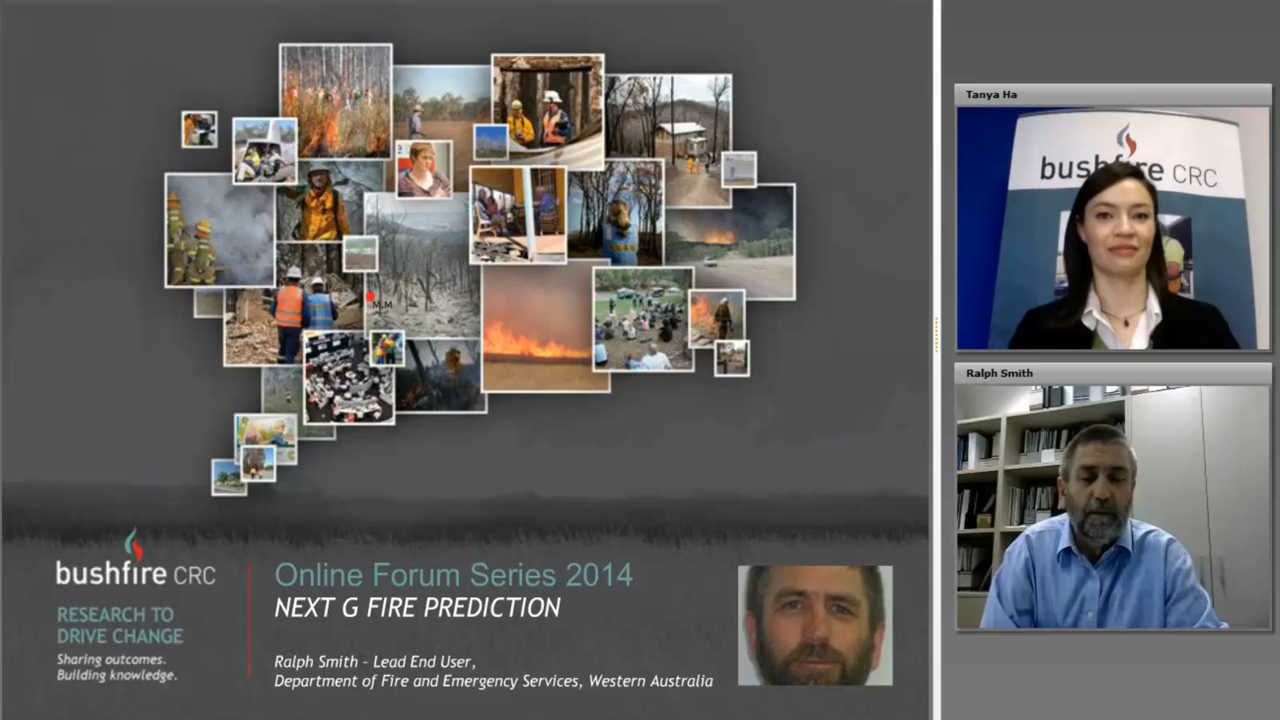 M.M
bushfire CRC
RESEARCH TO
DRIVE CHANGE
Sharing outcomes.
Building knowledge.
Online Forum Series 2014
NEXT G FIRE PREDICTION
Ralph Smith – Lead End User,
Department of Fire and Emergency Services, Western Australia
Tanya Ha
bushfire CRC
Ralph Smith